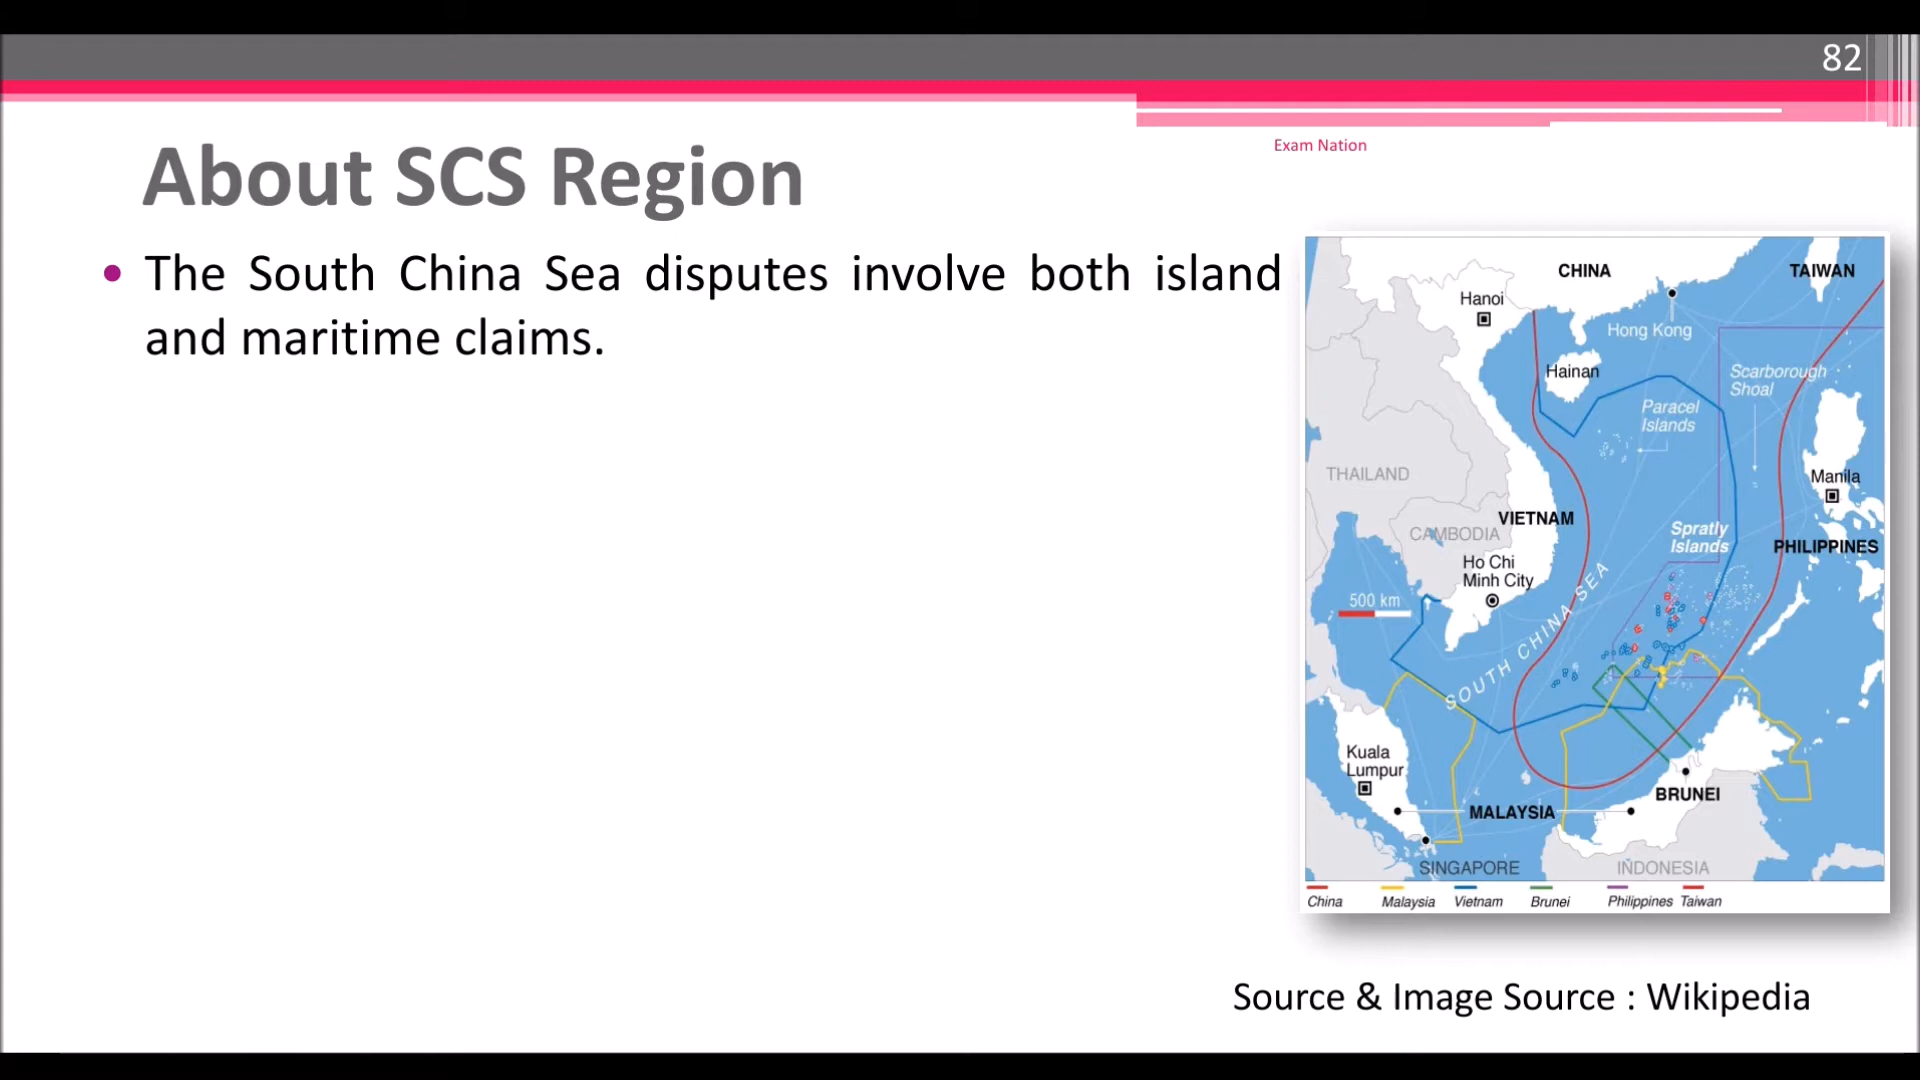 82
Exam Nation
About SCS Region
• The South China Sea disputes involve both island
and maritime claims.
CHINA
TAIWAN
Hanoi
Hong Kong
Hainan
Scarborough
Shoal
Paracel
Islands
THAILAND
Manila
VIETNAM
CAMBODIA
Spratly
Islands
PHILIPPINES
Ho Chi
Minh City
500 km
SOUTH CHINA SEA
Kuala
Lumpur
BRUNEI
MALAYSIA
SINGAPORE
INDONESIA
China Malaysia Vietnam Brunei Philippines Taiwan
Source & Image Source : Wikipedia